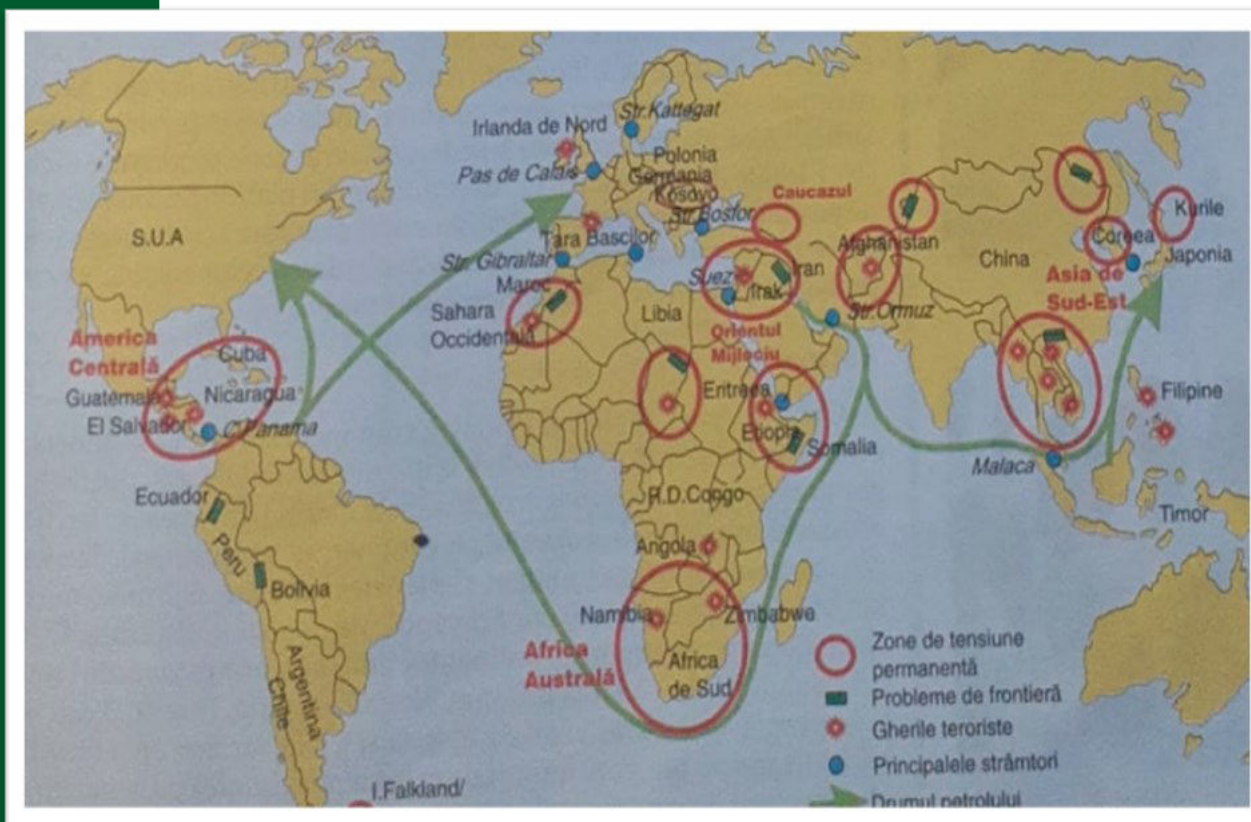 Str.Kattegat
Irlanda de Nord
Polonia
Pas de Calais
Germania
Kosovo
Caucazul
Kurile
S.U.A
Str.Bosfor
Tara Bascilor
Afghanistan
Coreea
Str. Gibraltar
China
Japonia
Maroc
Suez
Iran
Asia de
Sud-Est
Irak
Sahara
Occidentală
Libia
Str.Ormuz
America
Centrală
Orientul
Mijlociu
Cuba
Guatemala
Nicaragua
Eritreea
Filipine
El Salvador
C.Panama
Etiopia
Somalia
Malaca
Ecuador
R.D.Congo
Timor
Peru
Angola
Bolivia
Namibia
Zimbabwe
Africa
Australă
Africa
de Sud
Argentina
Chile
Zone de tensiune
permanentă
Probleme de frontieră
Gherile teroriste
Principalele strâmtori
Drumul petrolului
I.Falkland/